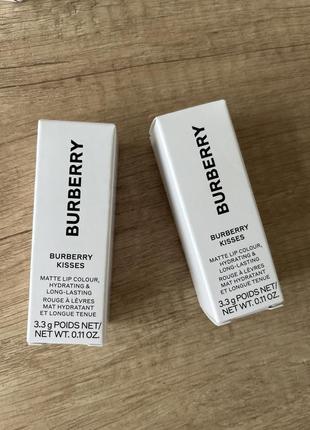 BURBERRY
BURBERRY
KISSES
MATTE LIP COLOUR,
HYDRATING &
LONG-LASTING
ROUGE À LÈVRES
MAT HYDRATANT
ET LONGUE TENUE
3.3 g POIDS NET/
NET WT. 0.11 OZ.
BURBERRY
BURBERRY
KISSES
MATTE LIP COLOUR,
HYDRATING &
LONG-LASTING
ROUGE À LÈVRES
MAT HYDRATANT
ET LONGUE TENUE
3.3 g POIDS NET/
NET WT. 0.11 OZ.